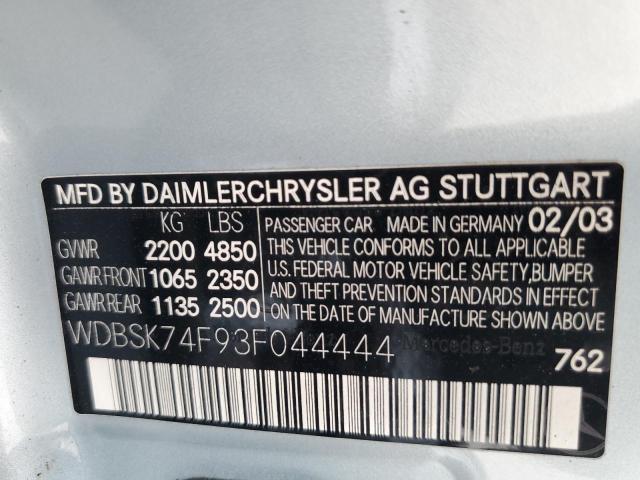 MFD BY DAIMLERCHRYSLER AG STUTTGART
KG LBS
GVWR 2200 4850
GAWR FRONT 1065 2350
GAWR REAR 1135 2500
PASSENGER CAR MADE IN GERMANY 02/03
THIS VEHICLE CONFORMS TO ALL APPLICABLE
U.S. FEDERAL MOTOR VEHICLE SAFETY, BUMPER
AND THEFT PREVENTION STANDARDS IN EFFECT
ON THE DATE OF MANUFACTURE SHOWN ABOVE.
WDBSK74F93F044444 Mercedes-Benz
762